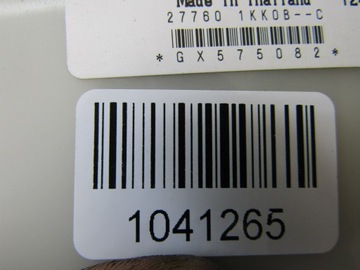 Made in Thailand
27760 1KK0B--C
*GX575082*
1041265